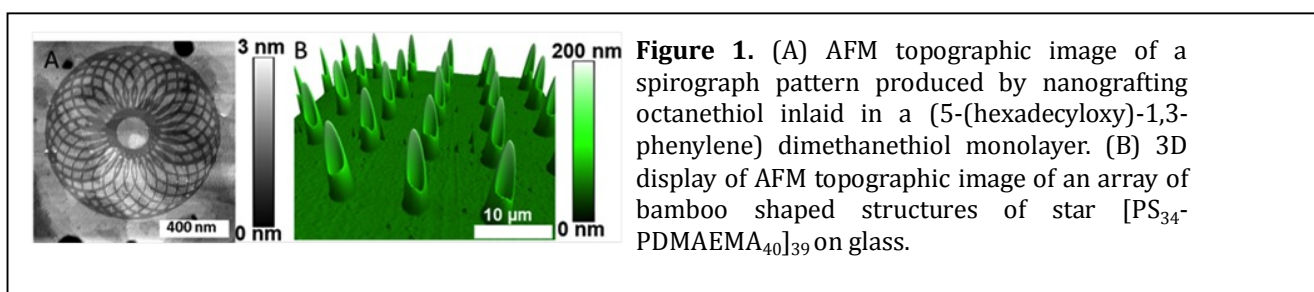 A
3 nm
0 nm
400 nm
B
200 nm
0 nm
10 µm
Figure 1. (A) AFM topographic image of a
spirograph pattern produced by nanografting
octanethiol inlaid in a (5-(hexadecyloxy)-1,3-
phenylene) dimethanethiol monolayer. (B) 3D
display of AFM topographic image of an array of
bamboo shaped structures of star [PS₃₄-
PDMAEMA₄₀]₃₉ on glass.